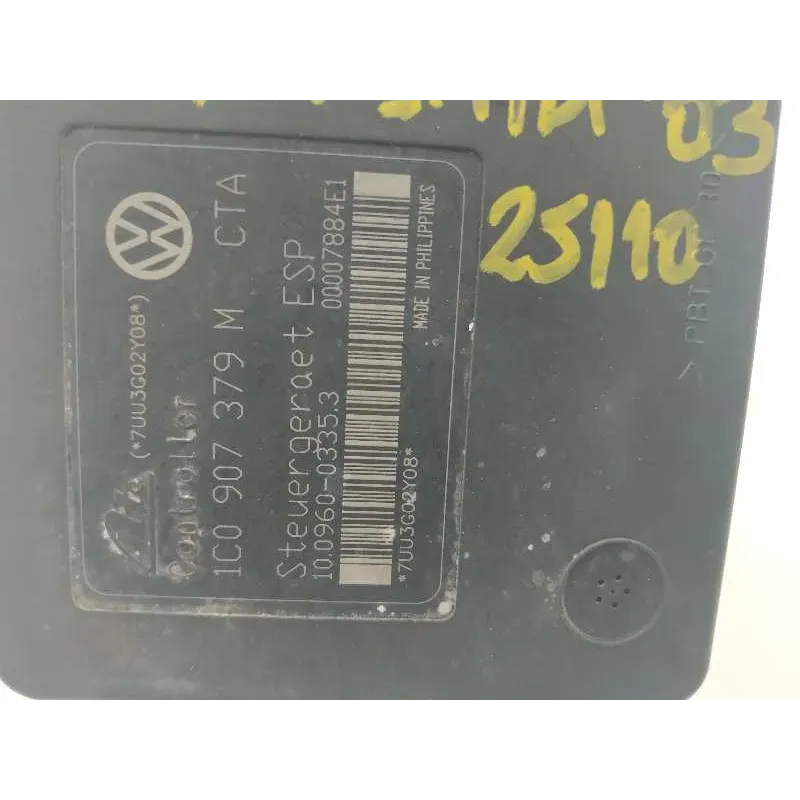 Ate (*7UU3G02Y08*)
Controller
1C0 907 379 M CTA
Steuergeraet ESP
10.0960-0335.3 00007884E1
*7UU3G02Y08*
MADE IN PHILIPPINES
03
25110